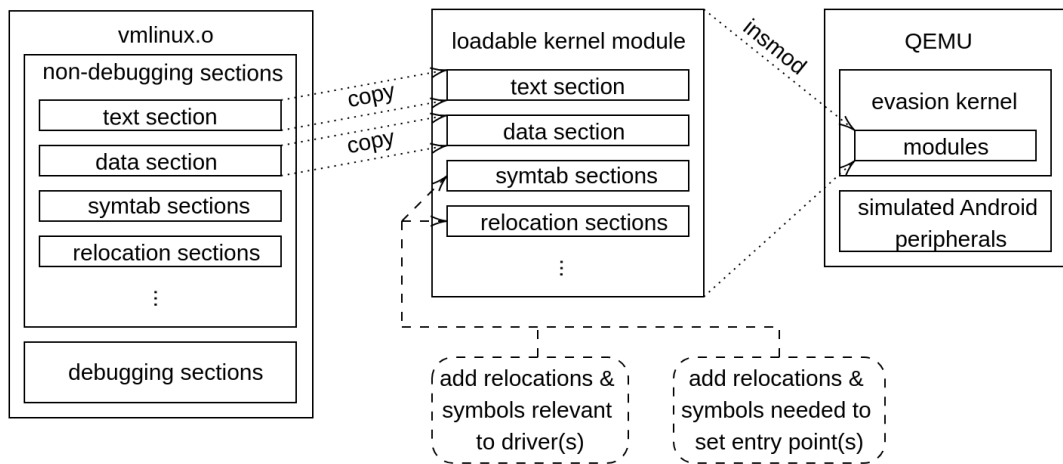 vmlinux.o
non-debugging sections
text section
data section
symtab sections
relocation sections
...
debugging sections
copy
copy
loadable kernel module
text section
data section
symtab sections
relocation sections
...
insmod
QEMU
evasion kernel
modules
simulated Android
peripherals
add relocations &
symbols relevant
to driver(s)
add relocations &
symbols needed to
set entry point(s)